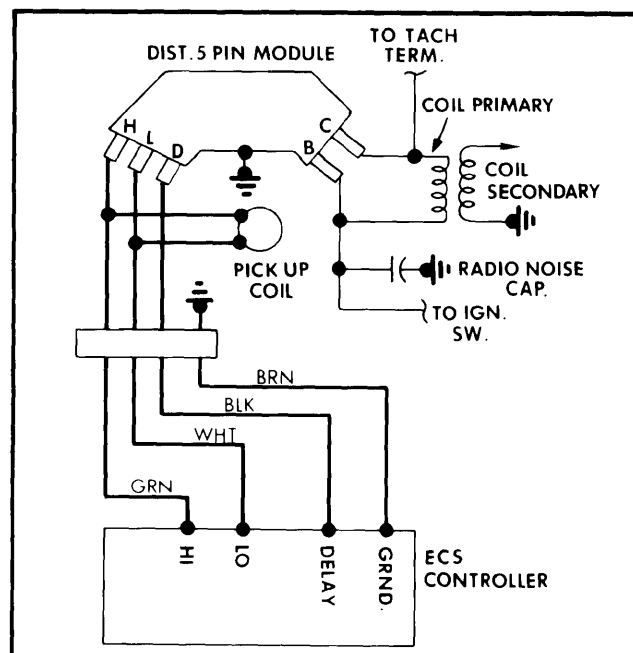 TO TACH
TERM.
DIST. 5 PIN MODULE
COIL PRIMARY
H
L
D
C
B
COIL
SECONDARY
PICK UP
COIL
RADIO NOISE
CAP.
TO IGN.
SW.
BRN
BLK
WHT
GRN
HI
LO
DELAY
GRND.
ECS
CONTROLLER